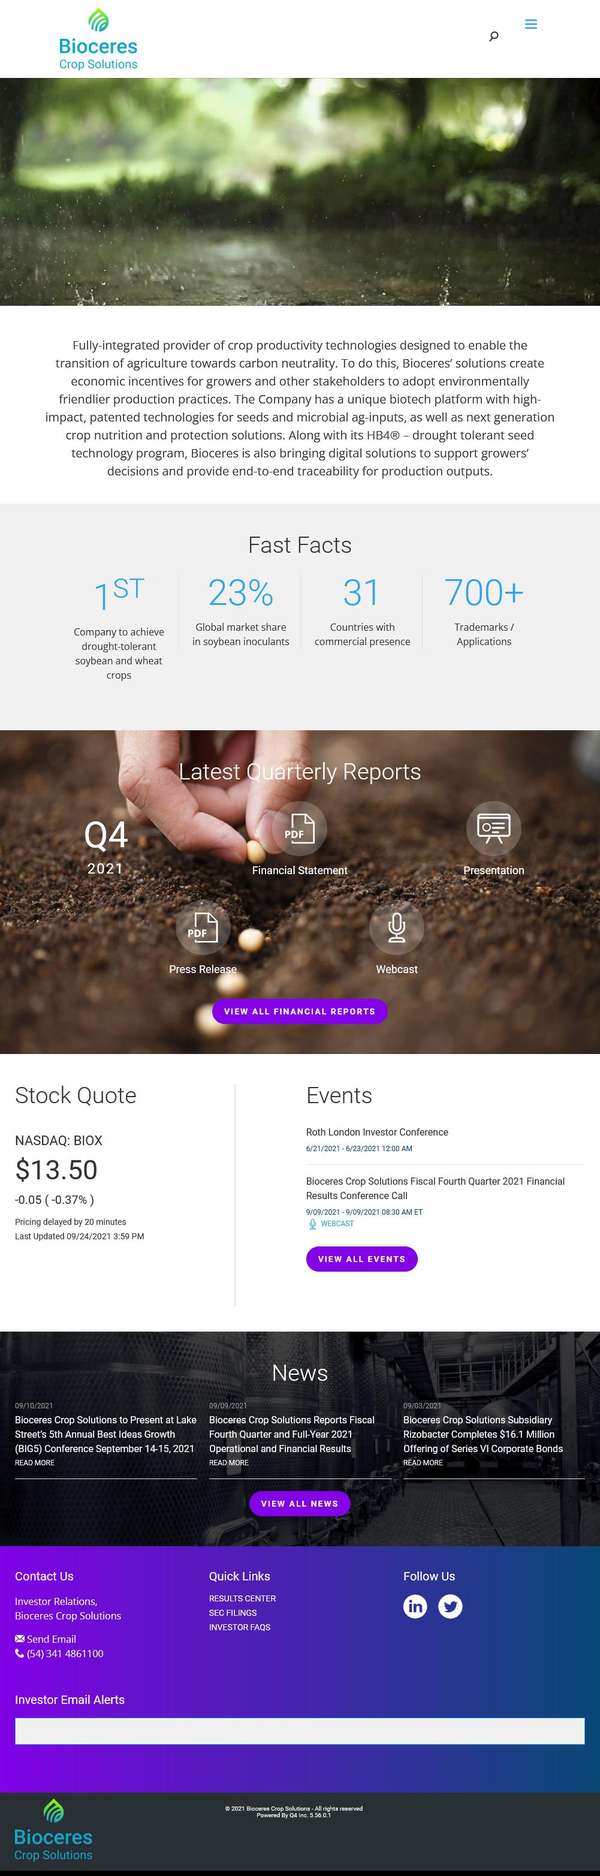 Bioceres
Crop Solutions
Fully-integrated provider of crop productivity technologies designed to enable the
transition of agriculture towards carbon neutrality. To do this, Bioceres’ solutions create
economic incentives for growers and other stakeholders to adopt environmentally
friendlier production practices. The Company has a unique biotech platform with high-
impact, patented technologies for seeds and microbial ag-inputs, as well as next generation
crop nutrition and protection solutions. Along with its HB4® – drought tolerant seed
technology program, Bioceres is also bringing digital solutions to support growers’
decisions and provide end-to-end traceability for production outputs.
Fast Facts
1ST
Company to achieve
drought-tolerant
soybean and wheat
crops
23%
Global market share
in soybean inoculants
31
Countries with
commercial presence
700+
Trademarks /
Applications
Latest Quarterly Reports
Q4
2021
PDF
Financial Statement
Presentation
PDF
Press Release
Webcast
VIEW ALL FINANCIAL REPORTS
Stock Quote
NASDAQ: BIOX
$13.50
-0.05 ( -0.37% )
Pricing delayed by 20 minutes
Last Updated 09/24/2021 3:59 PM
Events
Roth London Investor Conference
6/21/2021 - 6/23/2021 12:00 AM
Bioceres Crop Solutions Fiscal Fourth Quarter 2021 Financial
Results Conference Call
9/09/2021 - 9/09/2021 08:30 AM ET
WEBCAST
VIEW ALL EVENTS
News
09/10/2021
Bioceres Crop Solutions to Present at Lake
Street’s 5th Annual Best Ideas Growth
(BIG5) Conference September 14-15, 2021
READ MORE
09/09/2021
Bioceres Crop Solutions Reports Fiscal
Fourth Quarter and Full-Year 2021
Operational and Financial Results
READ MORE
09/03/2021
Bioceres Crop Solutions Subsidiary
Rizobacter Completes $16.1 Million
Offering of Series VI Corporate Bonds
READ MORE
VIEW ALL NEWS
Contact Us
Investor Relations,
Bioceres Crop Solutions
Send Email
(54) 341 4861100
Quick Links
RESULTS CENTER
SEC FILINGS
INVESTOR FAQS
Follow Us
in
Investor Email Alerts
Bioceres
Crop Solutions
© 2021 Bioceres Crop Solutions - All rights reserved
Powered By Q4 Inc. 5.56.0.1